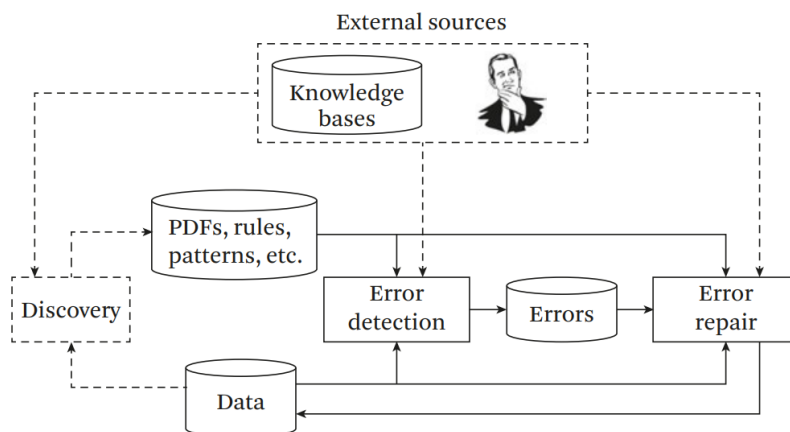 External sources
Knowledge
bases
PDFs, rules,
patterns, etc.
Discovery
Error
detection
Errors
Error
repair
Data